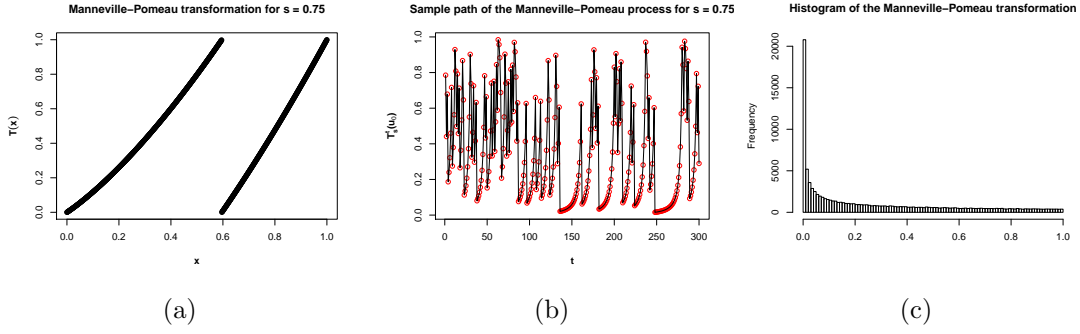 Manneville−Pomeau transformation for s = 0.75
T(x)
0.0 0.2 0.4 0.6 0.8 1.0
0.0 0.2 0.4 0.6 0.8 1.0
x
(a)
Sample path of the Manneville−Pomeau process for s = 0.75
T_s^t(u_0)
0.0 0.2 0.4 0.6 0.8 1.0
0 50 100 150 200 250 300
t
(b)
Histogram of the Manneville−Pomeau transformation
Frequency
0 5000 10000 15000 20000
0.0 0.2 0.4 0.6 0.8 1.0
(c)